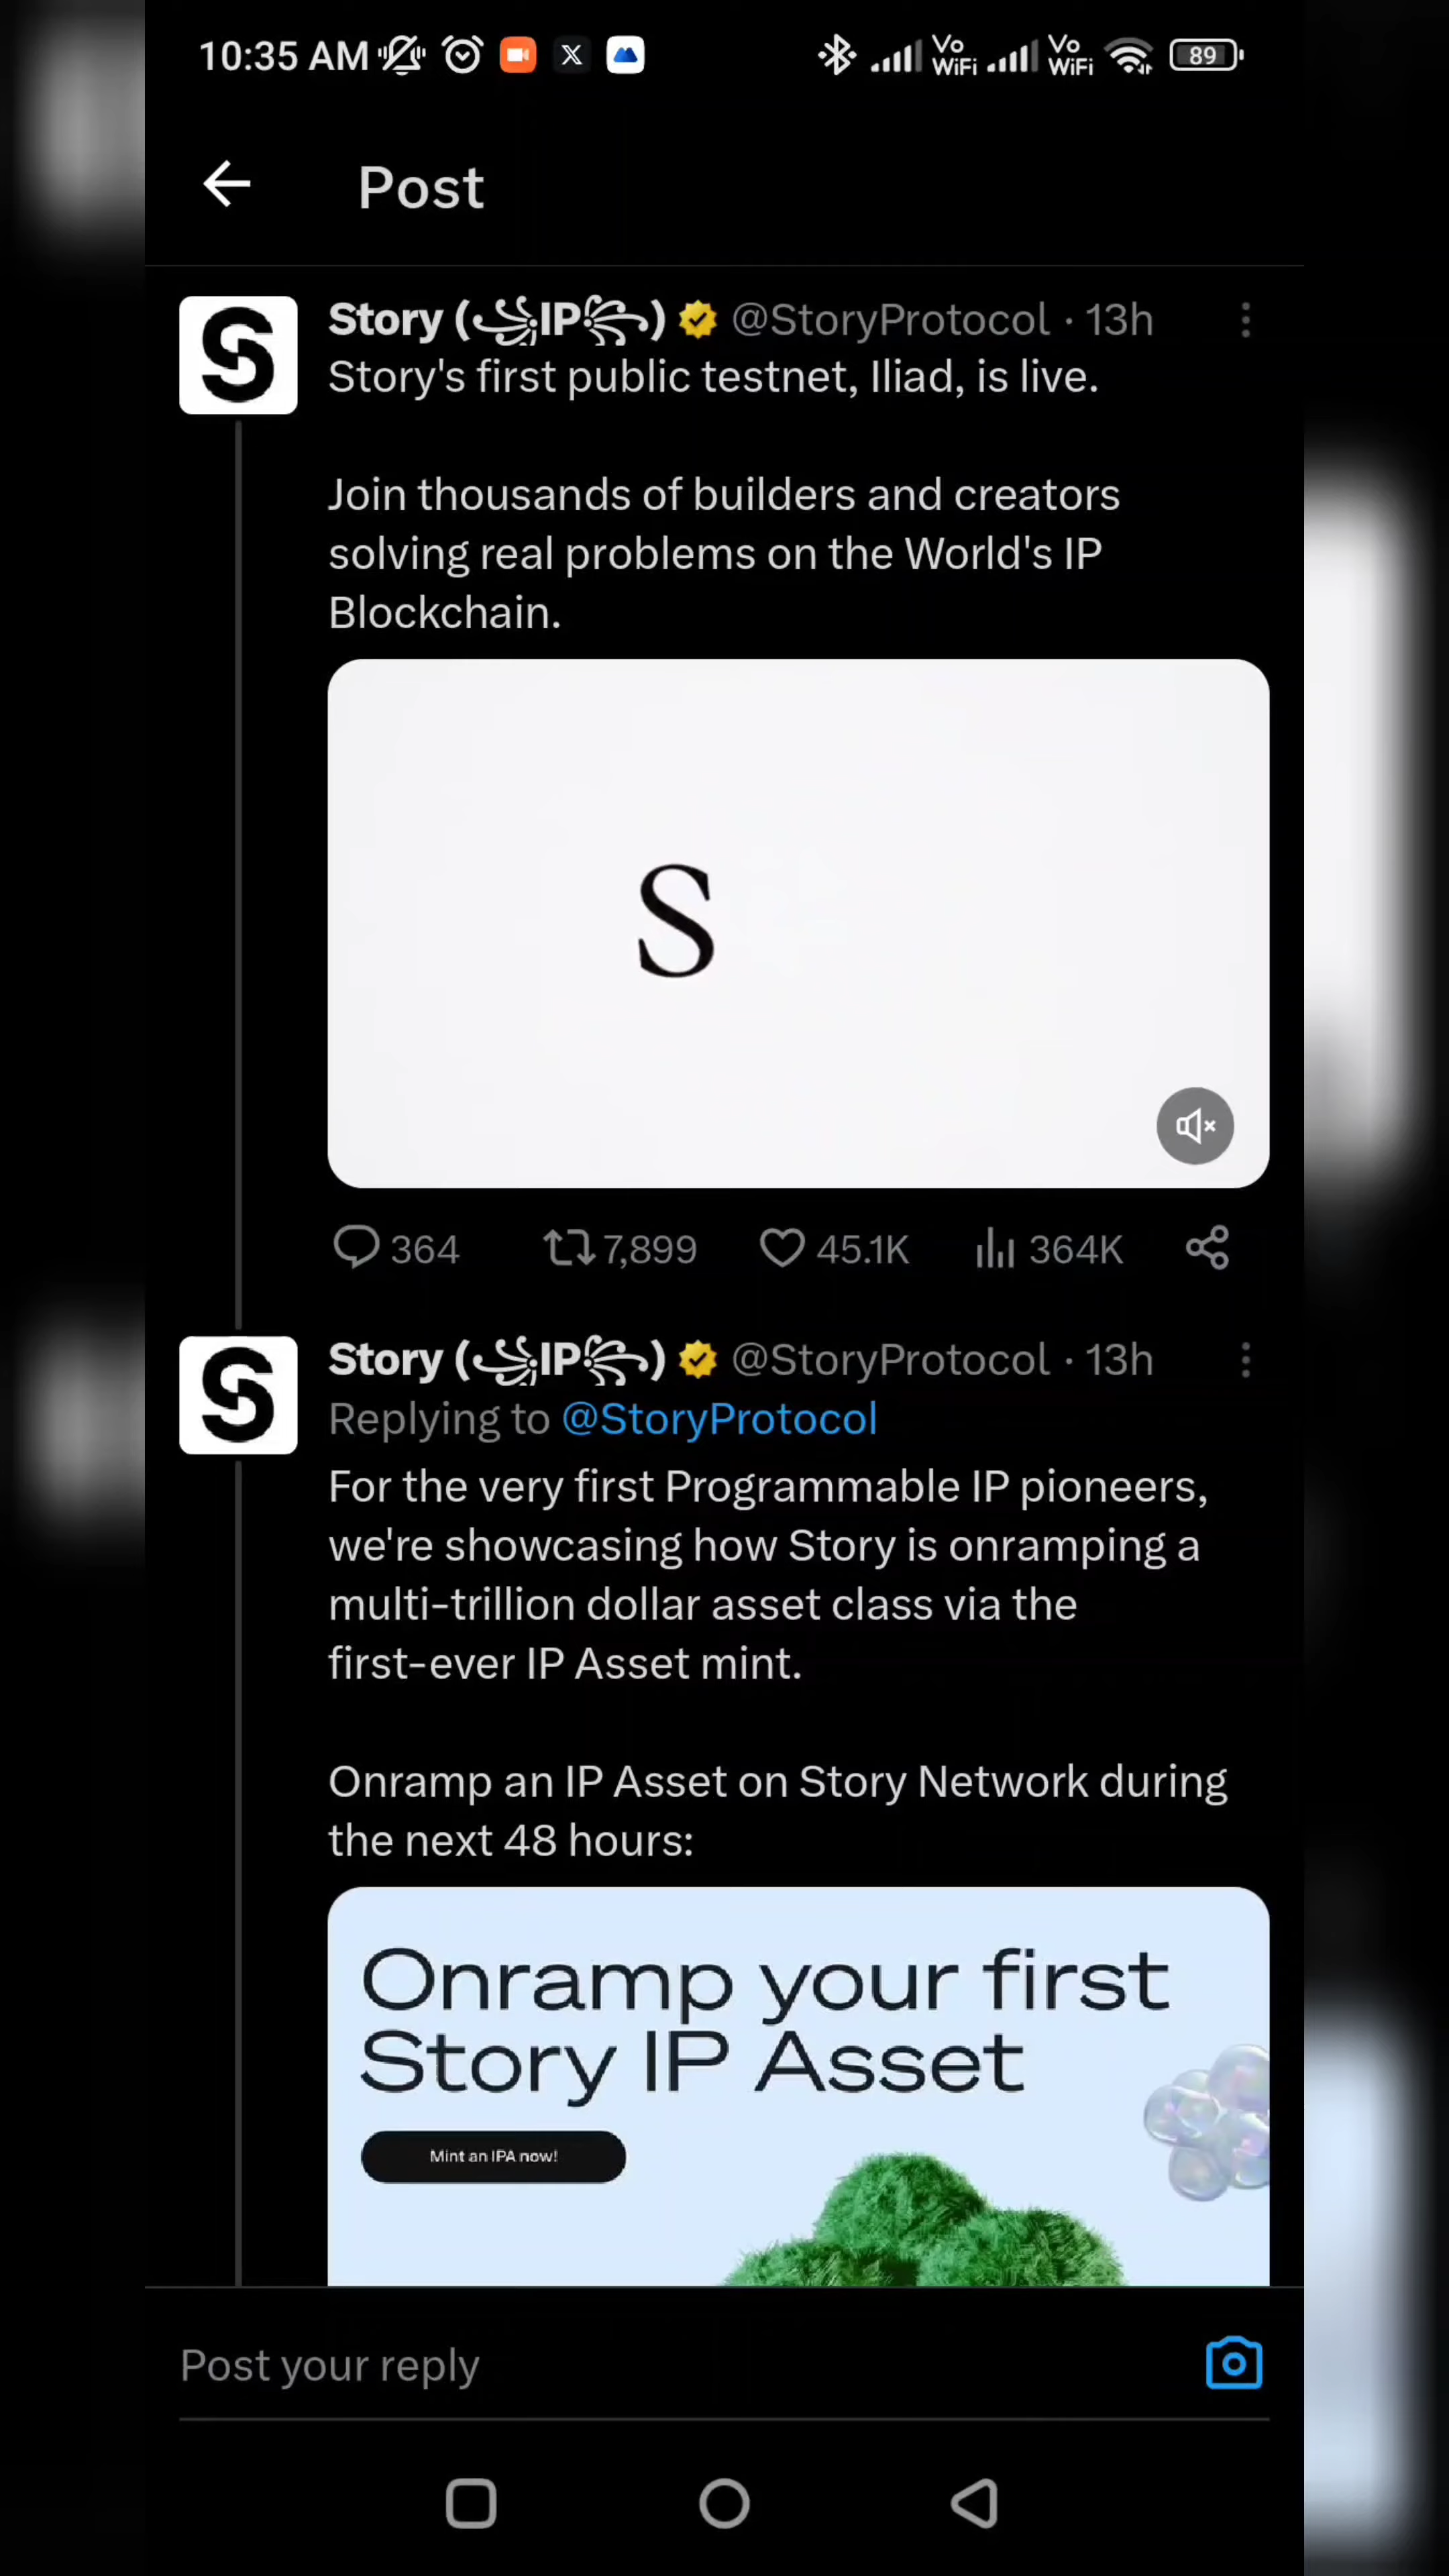 10:35 AM
Vo WiFi Vo WiFi 89
Post
Story (꧁IP꧂) @StoryProtocol · 13h
Story's first public testnet, Iliad, is live.
Join thousands of builders and creators
solving real problems on the World's IP
Blockchain.
S
364 7,899 45.1K 364K
Story (꧁IP꧂) @StoryProtocol · 13h
Replying to @StoryProtocol
For the very first Programmable IP pioneers,
we're showcasing how Story is onramping a
multi-trillion dollar asset class via the
first-ever IP Asset mint.
Onramp an IP Asset on Story Network during
the next 48 hours:
Onramp your first
Story IP Asset
Mint an IPA now!
Post your reply